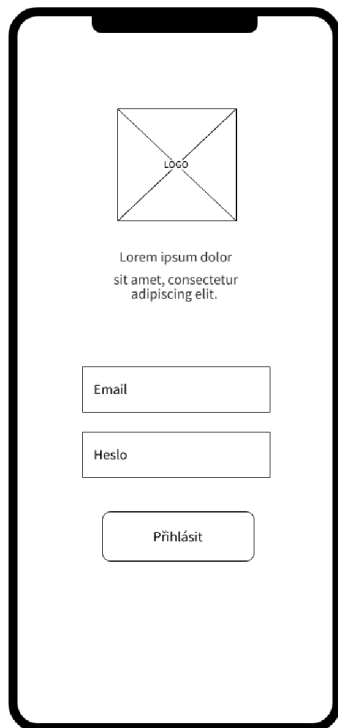 LOGO
Lorem ipsum dolor
sit amet, consectetur
adipiscing elit.
Email
Heslo
Přihlásit